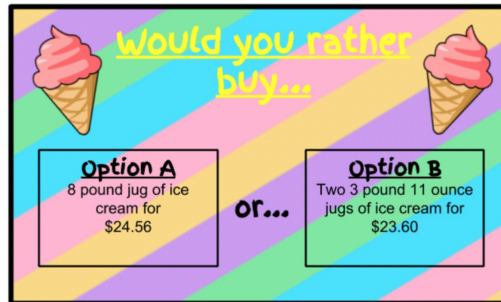 Would you rather
buy...
Option A
8 pound jug of ice
cream for
$24.56
or...
Option B
Two 3 pound 11 ounce
jugs of ice cream for
$23.60